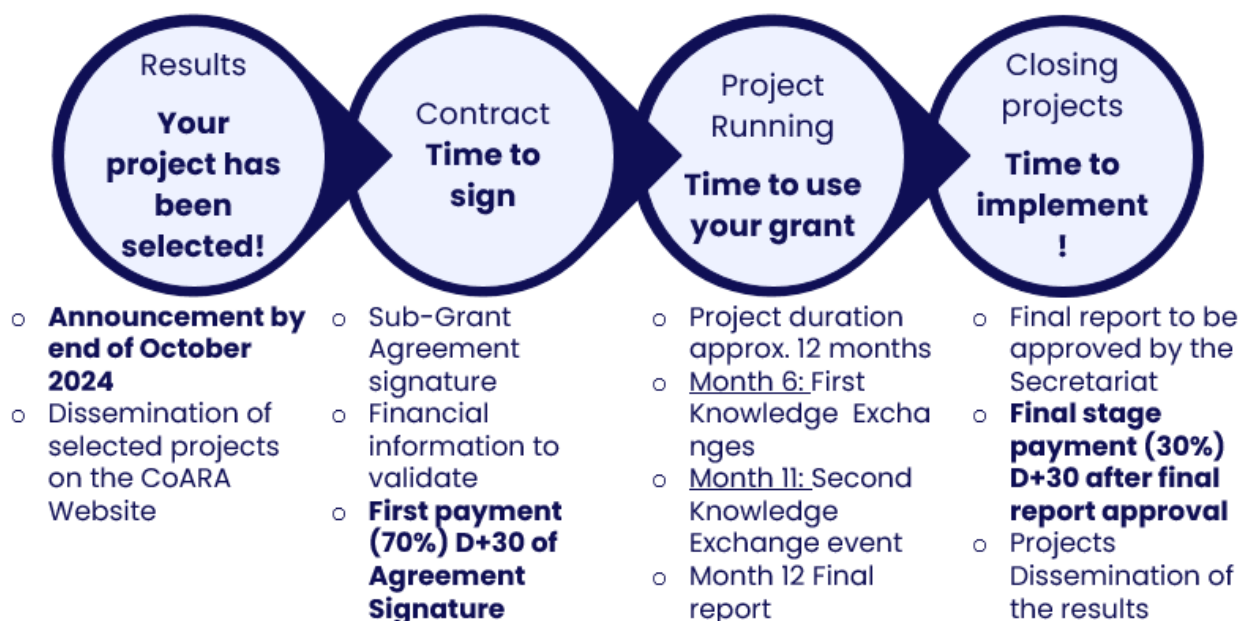 Results
Your
project has
been
selected!
Contract
Time to
sign
Project
Running
Time to use
your grant
Closing
projects
Time to
implement
!
o Announcement by
end of October
2024
o Dissemination of
selected projects
on the CoARA
Website
o Sub-Grant
Agreement
signature
o Financial
information to
validate
o First payment
(70%) D+30 of
Agreement
Signature
o Project duration
approx. 12 months
o Month 6: First
Knowledge Excha
nges
o Month 11: Second
Knowledge
Exchange event
o Month 12 Final
report
o Final report to be
approved by the
Secretariat
o Final stage
payment (30%)
D+30 after final
report approval
o Projects
Dissemination of
the results